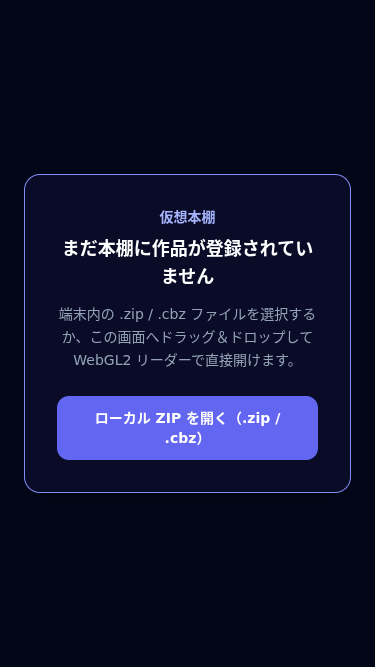 仮想本棚
まだ本棚に作品が登録されてい
ません
端末内の .zip / .cbz ファイルを選択する
か、この画面へドラッグ＆ドロップして
WebGL2 リーダーで直接開けます。
ローカル ZIP を開く（.zip /
.cbz）